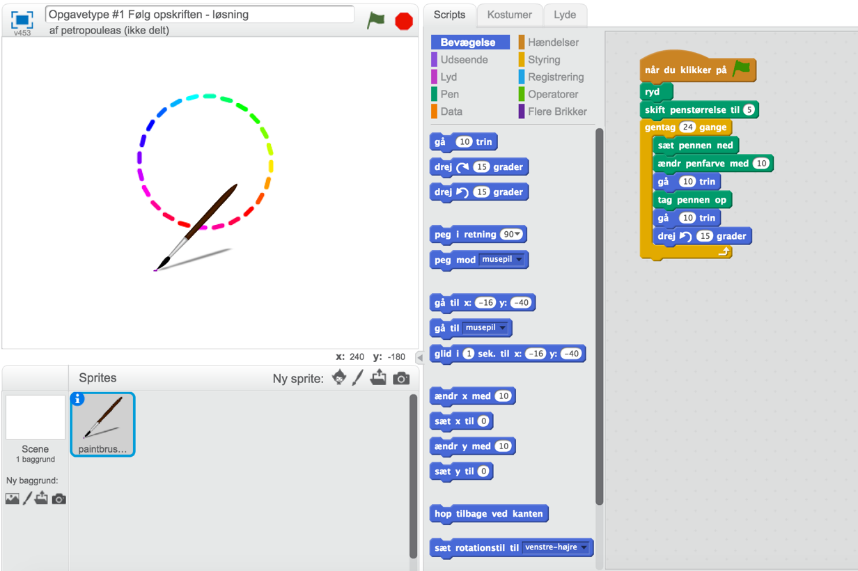 Opgavetype #1 Følg opskriften - løsning
af petropouleas (ikke delt)
v453
x: 240 y: -180
Sprites
Ny sprite:
Scene
1 baggrund
Ny baggrund:
paintbrus...
Scripts Kostumer Lyde
Bevægelse Hændelser
Udseende Styring
Lyd Registrering
Pen Operatorer
Data Flere Brikker
gå 10 trin
drej 15 grader
drej 15 grader
peg i retning 90
peg mod musepil
gå til x: -16 y: -40
gå til musepil
glid i 1 sek. til x: -16 y: -40
ændr x med 10
sæt x til 0
ændr y med 10
sæt y til 0
hop tilbage ved kanten
sæt rotationstil til venstre-højre
når du klikker på
ryd
skift penstørrelse til 5
gentag 24 gange
sæt pennen ned
ændr penfarve med 10
gå 10 trin
tag pennen op
gå 10 trin
drej 15 grader